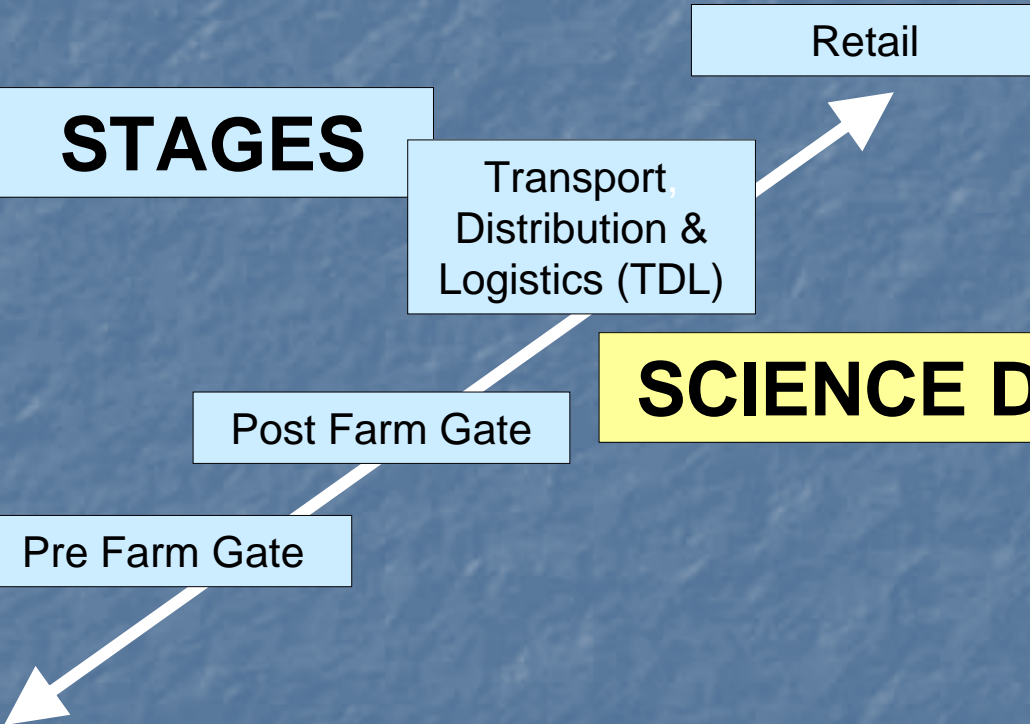 Retail
STAGES
Transport,
Distribution &
Logistics (TDL)
SCIENCE D
Post Farm Gate
Pre Farm Gate